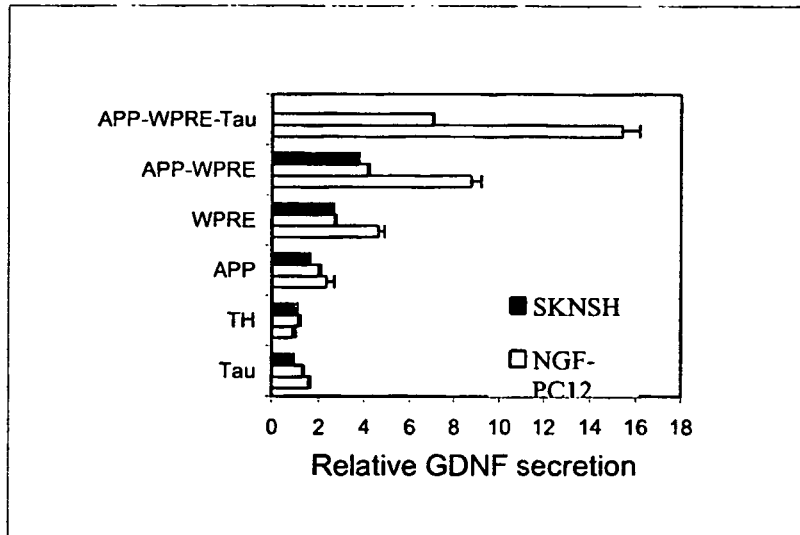 APP-WPRE-Tau
APP-WPRE
WPRE
APP
TH
Tau
SKNSH
NGF-
PC12
0 2 4 6 8 10 12 14 16 18
Relative GDNF secretion